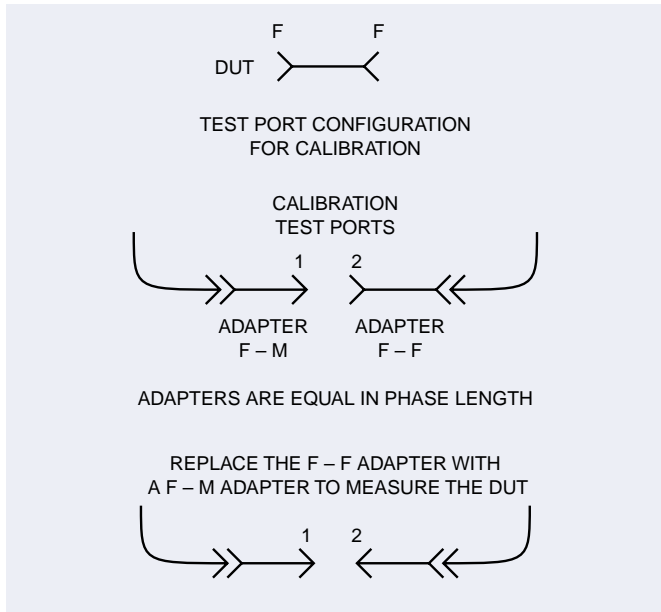 F F
DUT
TEST PORT CONFIGURATION
FOR CALIBRATION
CALIBRATION
TEST PORTS
1 2
ADAPTER ADAPTER
F – M F – F
ADAPTERS ARE EQUAL IN PHASE LENGTH
REPLACE THE F – F ADAPTER WITH
A F – M ADAPTER TO MEASURE THE DUT
1 2